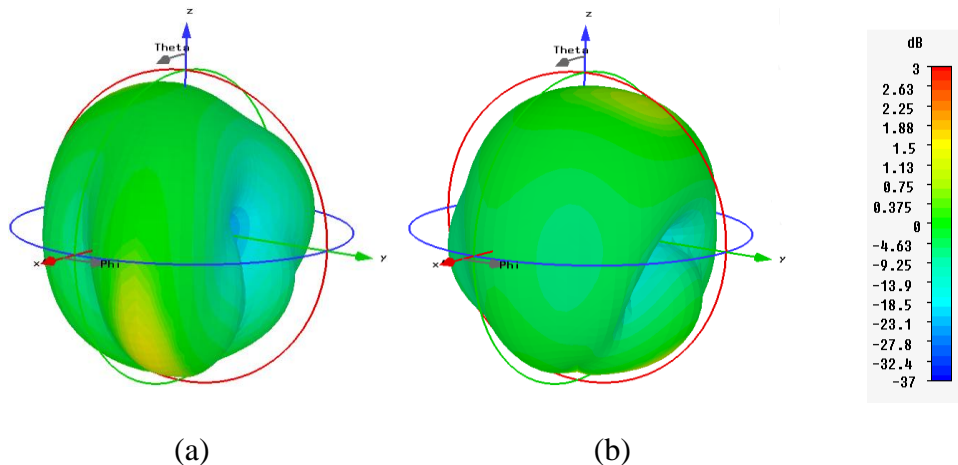 z
Theta
x
Phi
y
(a)
z
Theta
x
Phi
y
(b)
dB
3
2.63
2.25
1.88
1.5
1.13
0.75
0.375
0
-4.63
-9.25
-13.9
-18.5
-23.1
-27.8
-32.4
-37